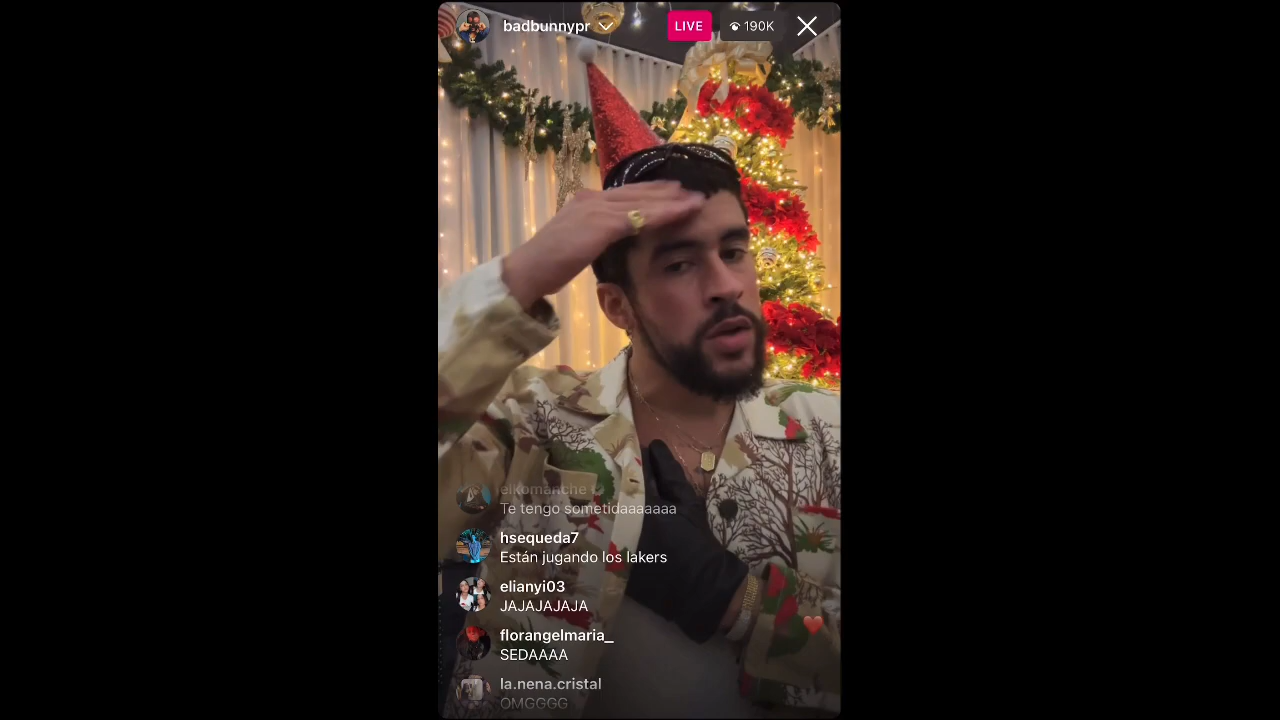 badbunnypr
LIVE
190K
elkomanche
Te tengo sometidaaaaaaa
hsequeda7
Están jugando los lakers
elianyi03
JAJAJAJAJA
florangelmaria_
SEDAAAA
la.nena.cristal
OMGGGG